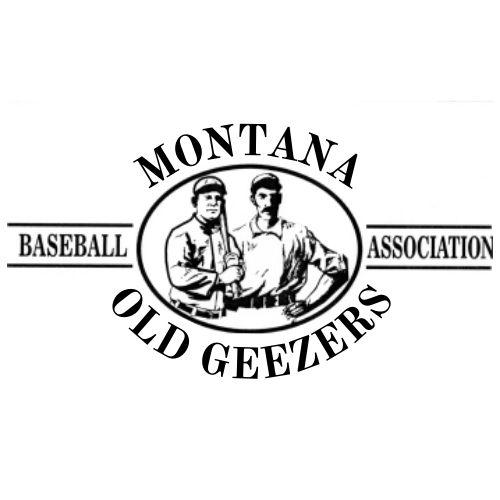 MONTANA
BASEBALL ASSOCIATION
OLD GEEZERS